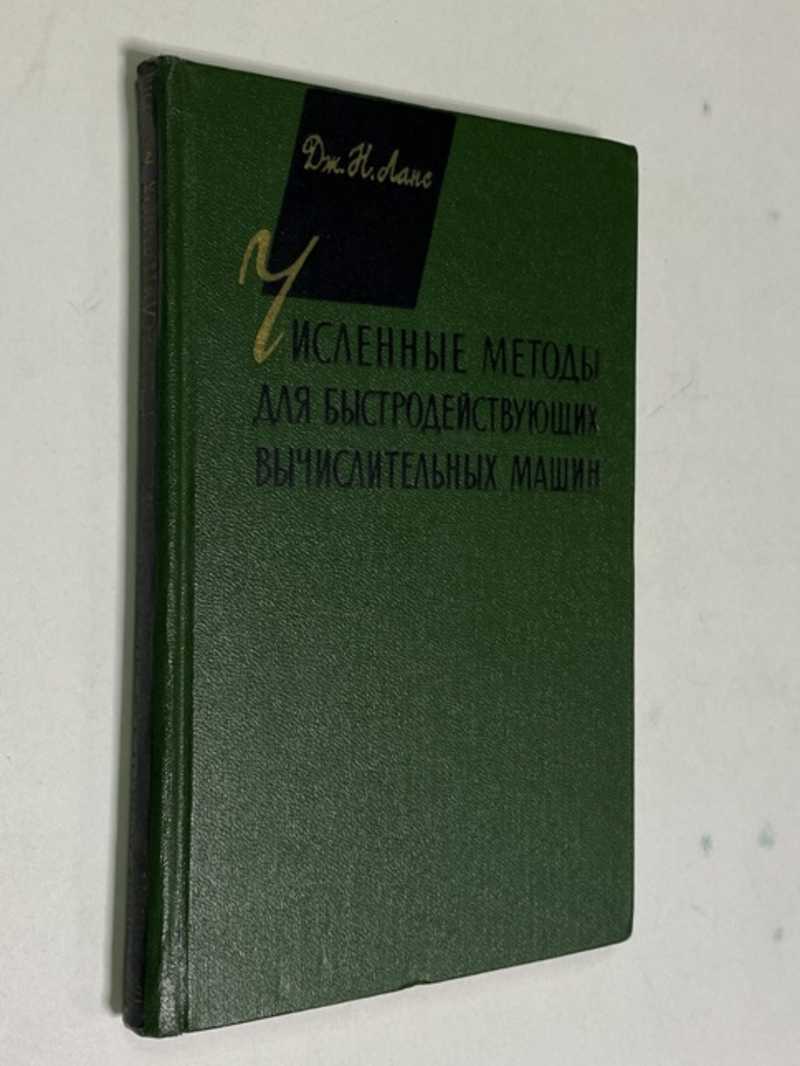 Дж. Н. Ланс
Численные методы
для быстродействующих
вычислительных машин